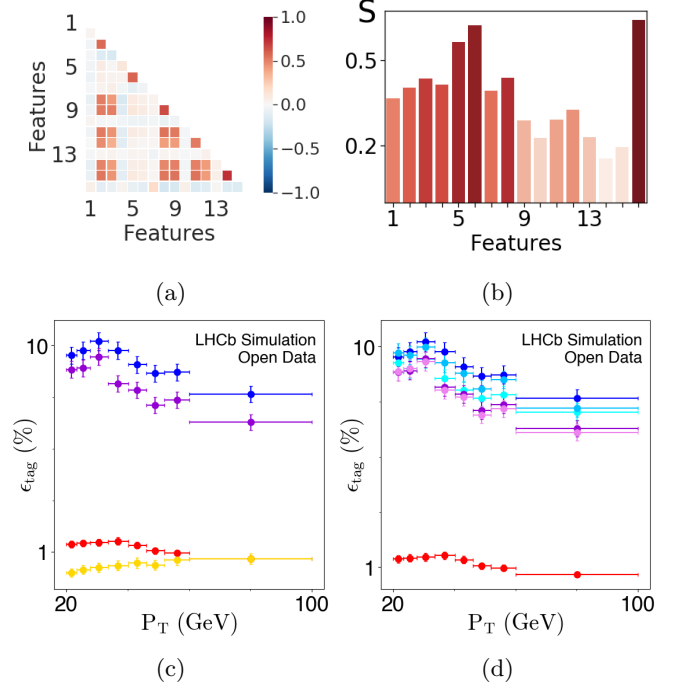 1
5
9
13
Features
1 5 9 13
Features
1.0
0.5
0.0
−0.5
−1.0
(a)
S
0.5
0.2
1 5 9 13
Features
(b)
LHCb Simulation
Open Data
10
1
ϵtag (%)
20 100
PT (GeV)
(c)
LHCb Simulation
Open Data
10
1
ϵtag (%)
20 100
PT (GeV)
(d)